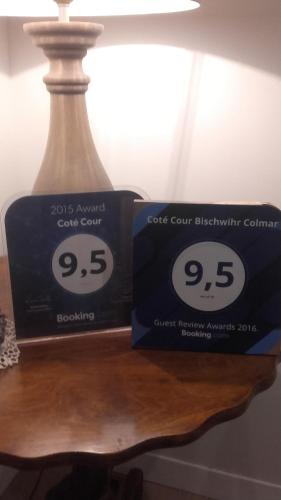 2015 Award
Coté Cour
9,5
Booking.com
Coté Cour Bischwihr Colmar
9,5
Guest Review Awards 2016.
Booking.com